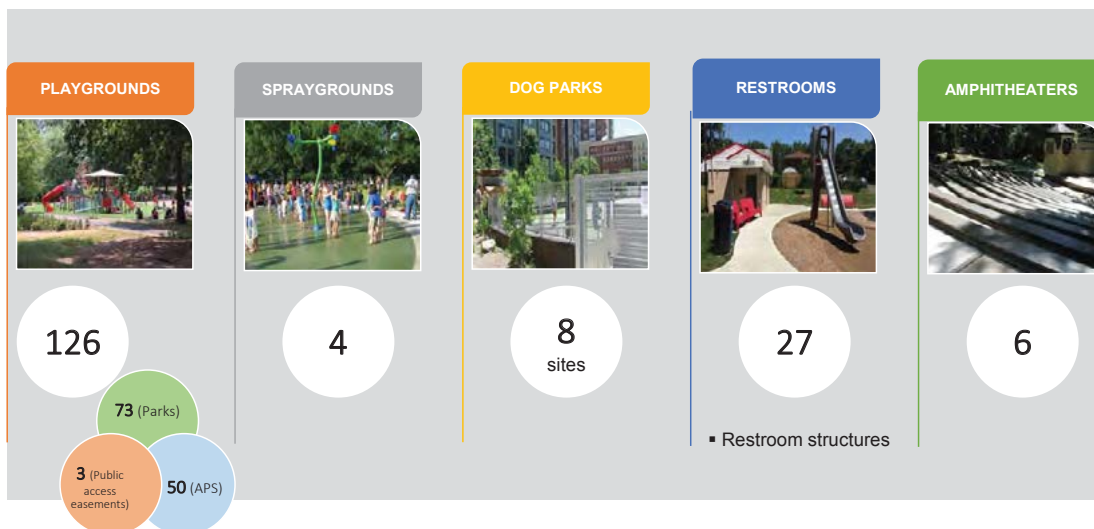 PLAYGROUNDS
SPRAYGROUNDS
DOG PARKS
RESTROOMS
AMPHITHEATERS
126
4
8
sites
27
6
73 (Parks)
3 (Public
access
easements)
50 (APS)
▪ Restroom structures